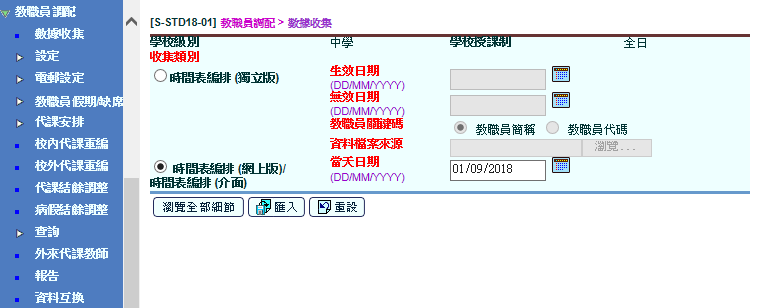 教職員調配
數據收集
設定
電郵設定
教職員假期/缺席
代課安排
校內代課重編
校外代課重編
代課結餘調整
病假結餘調整
查詢
外來代課教師
報告
資料互換
[S-STD18-01] 教職員調配 > 數據收集
學校級別 中學 學校授課制 全日
收集類別
時間表編排 (獨立版) 生效日期
(DD/MM/YYYY)
無效日期
(DD/MM/YYYY)
教職員關鍵碼 教職員簡稱 教職員代碼
資料檔案來源 瀏覽...
時間表編排 (網上版)/
時間表編排 (介面)
當天日期
(DD/MM/YYYY)
01/09/2018
瀏覽全部細節 匯入 重設